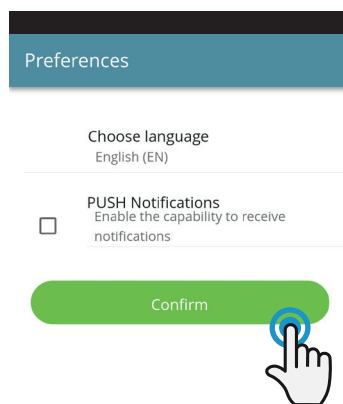 Preferences
Choose language
English (EN)
PUSH Notifications
Enable the capability to receive
notifications
Confirm